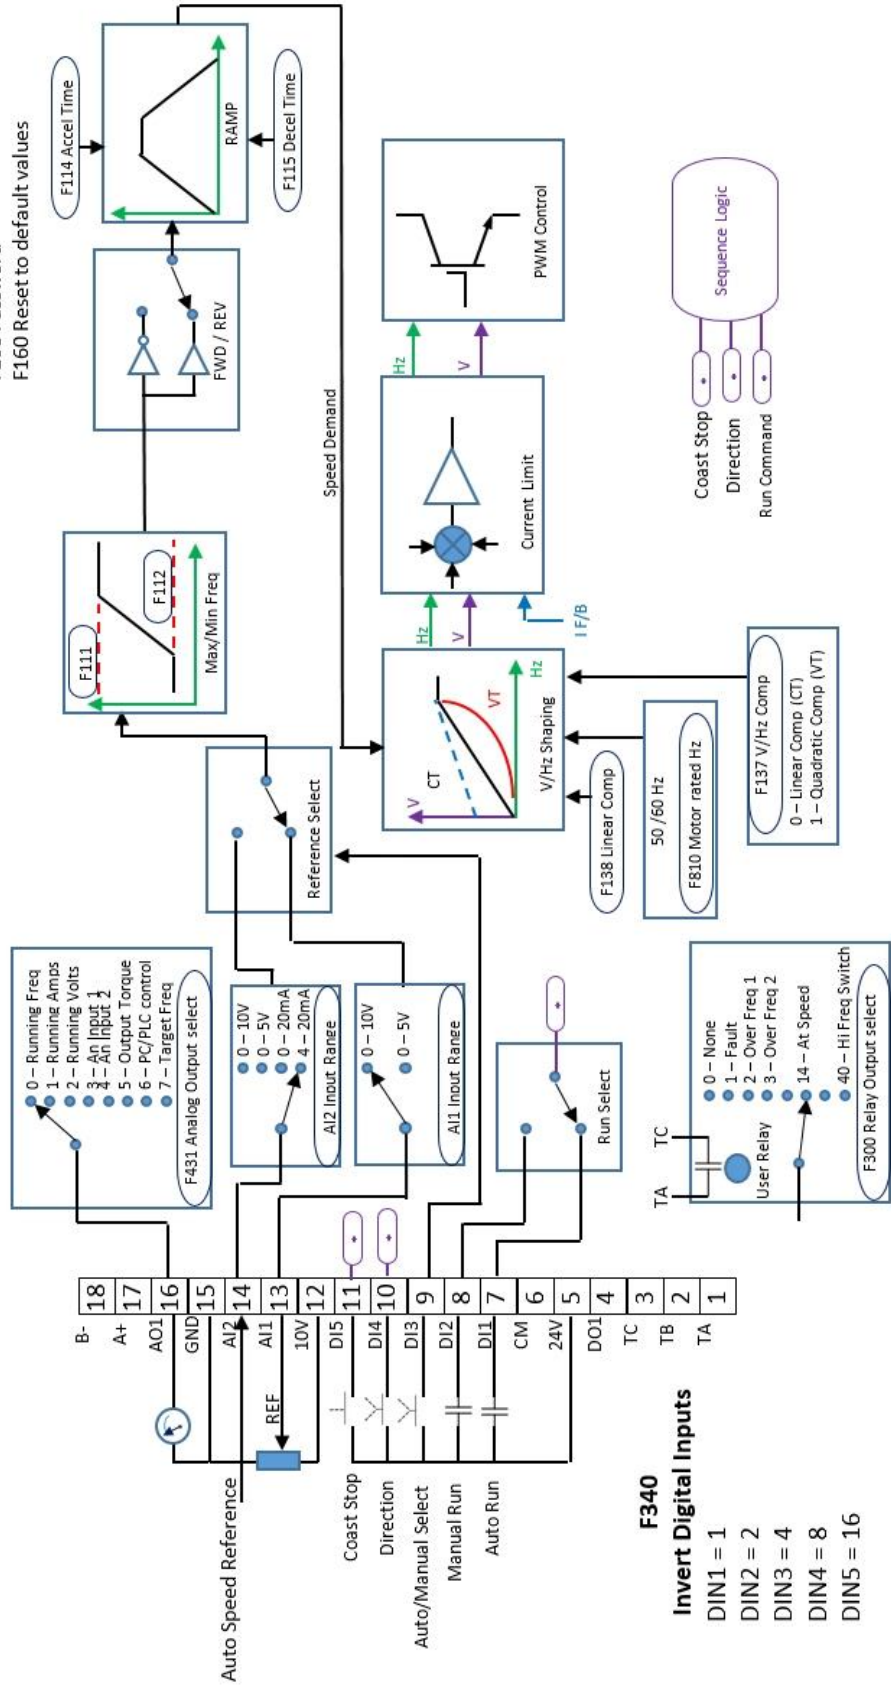 F160 Reset to default values
F114 Accel Time
RAMP
F115 Decel Time
FWD / REV
F111
F112
Max/Min Freq
Speed Demand
Reference Select
0 – Running Freq
1 – Running Amps
2 – Running Volts
3 – An Input 1
4 – An Input 2
5 – Output Torque
6 – PC/PLC control
7 – Target Freq
F431 Analog Output select
0 – 10V
0 – 5V
0 – 20mA
4 – 20mA
AI2 Input Range
0 – 10V
0 – 5V
AI1 Input Range
Run Select
PWM Control
Hz
V
Current Limit
Hz
V
I F/B
V
CT
VT
Hz
V/Hz Shaping
F138 Linear Comp
50 /60 Hz
F810 Motor rated Hz
F137 V/Hz Comp
0 – Linear Comp (CT)
1 – Quadratic Comp (VT)
Sequence Logic
Coast Stop
Direction
Run Command
TA
TC
User Relay
0 – None
1 – Fault
2 – Over Freq 1
3 – Over Freq 2
14 – At Speed
40 – Hi Freq Switch
F300 Relay Output select
B- 18
A+ 17
AO1 16
GND 15
AI2 14
AI1 13
10V 12
DI5 11
DI4 10
DI3 9
DI2 8
DI1 7
CM 6
24V 5
DO1 4
TC 3
TB 2
TA 1
REF
Auto Speed Reference
Coast Stop
Direction
Auto/Manual Select
Manual Run
Auto Run
F340
Invert Digital Inputs
DIN1 = 1
DIN2 = 2
DIN3 = 4
DIN4 = 8
DIN5 = 16